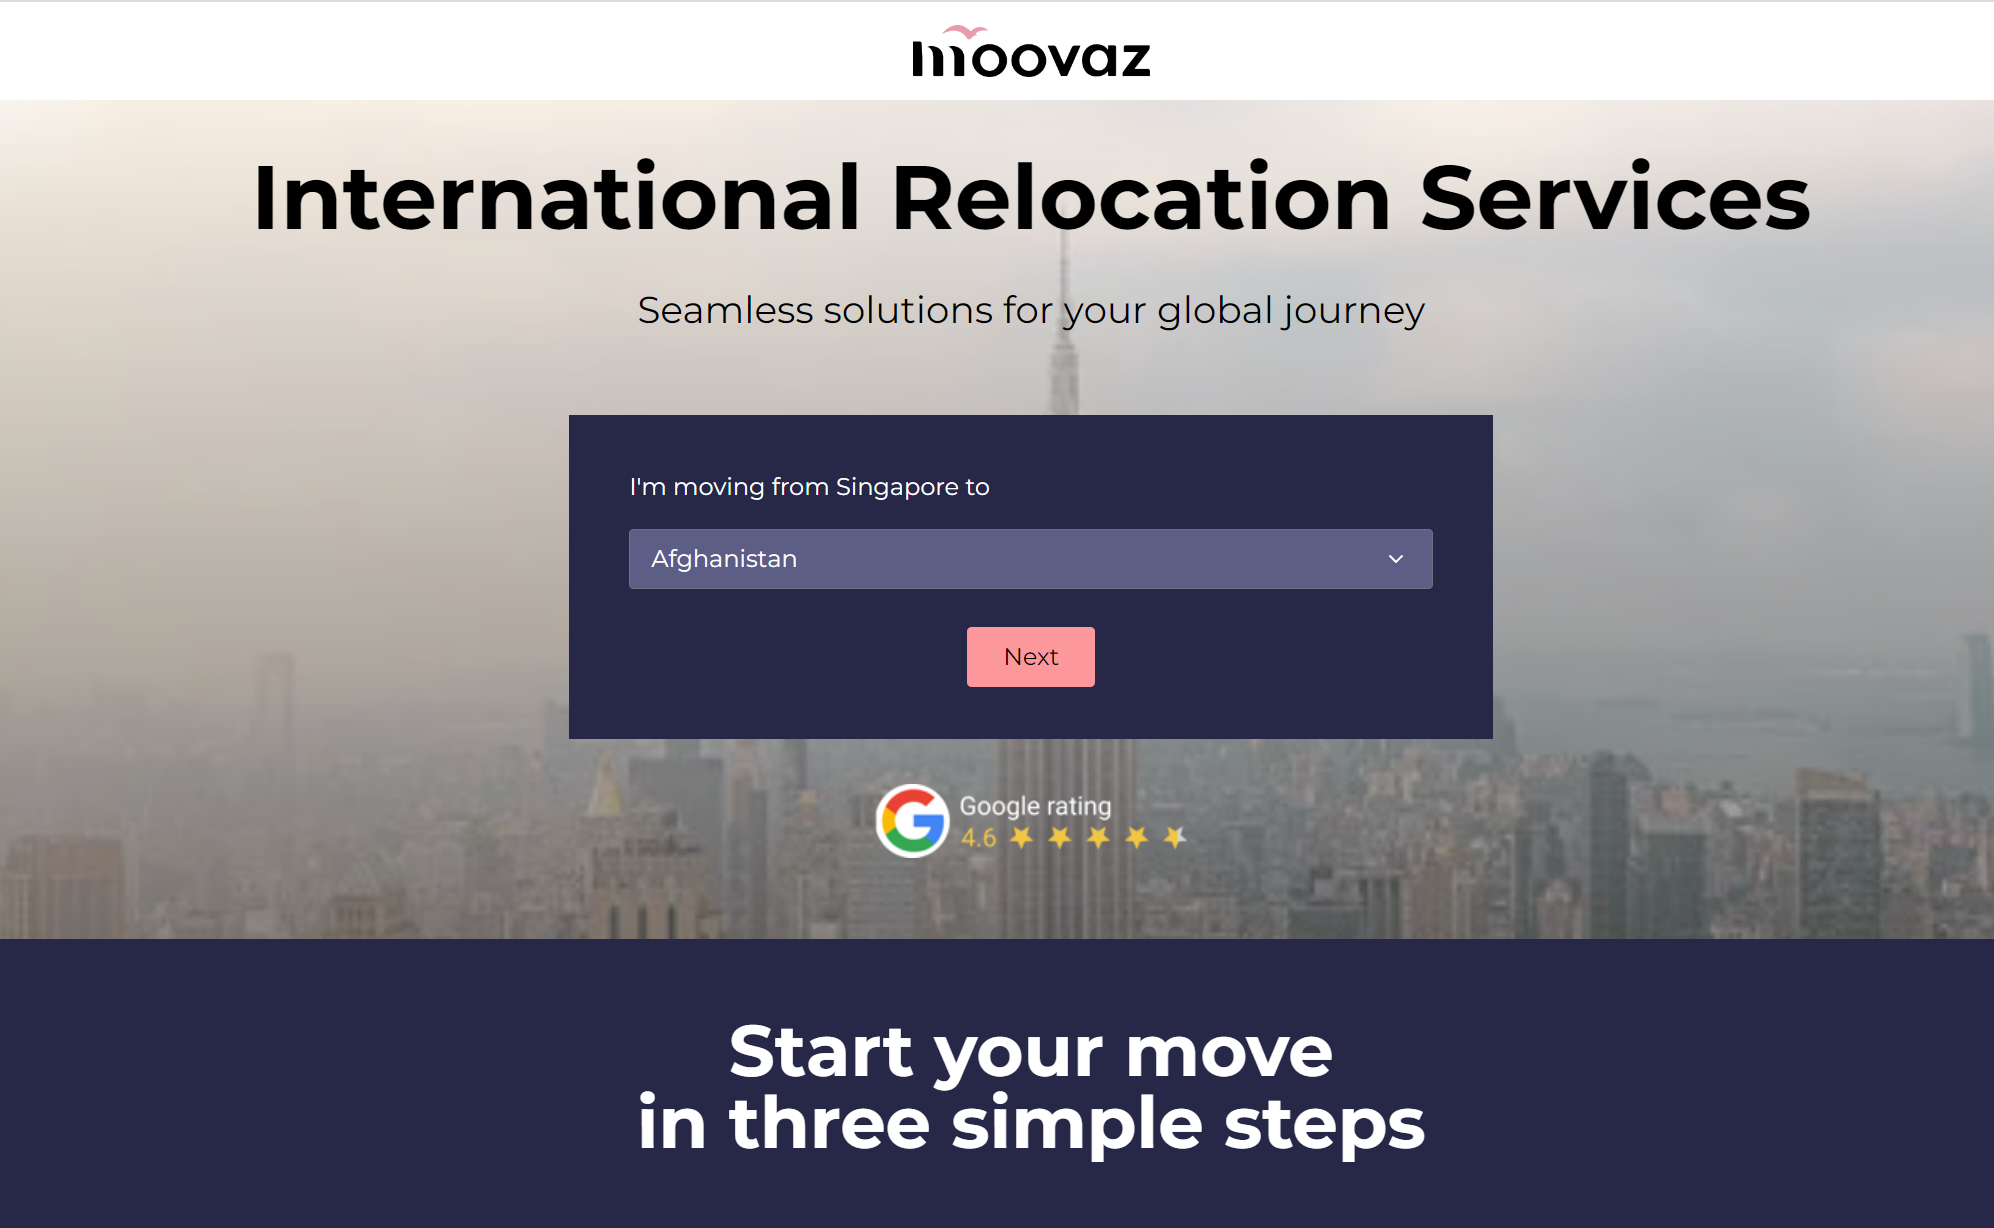 moovaz
International Relocation Services
Seamless solutions for your global journey
I'm moving from Singapore to
Afghanistan
Next
Google rating
4.6
Start your move
in three simple steps